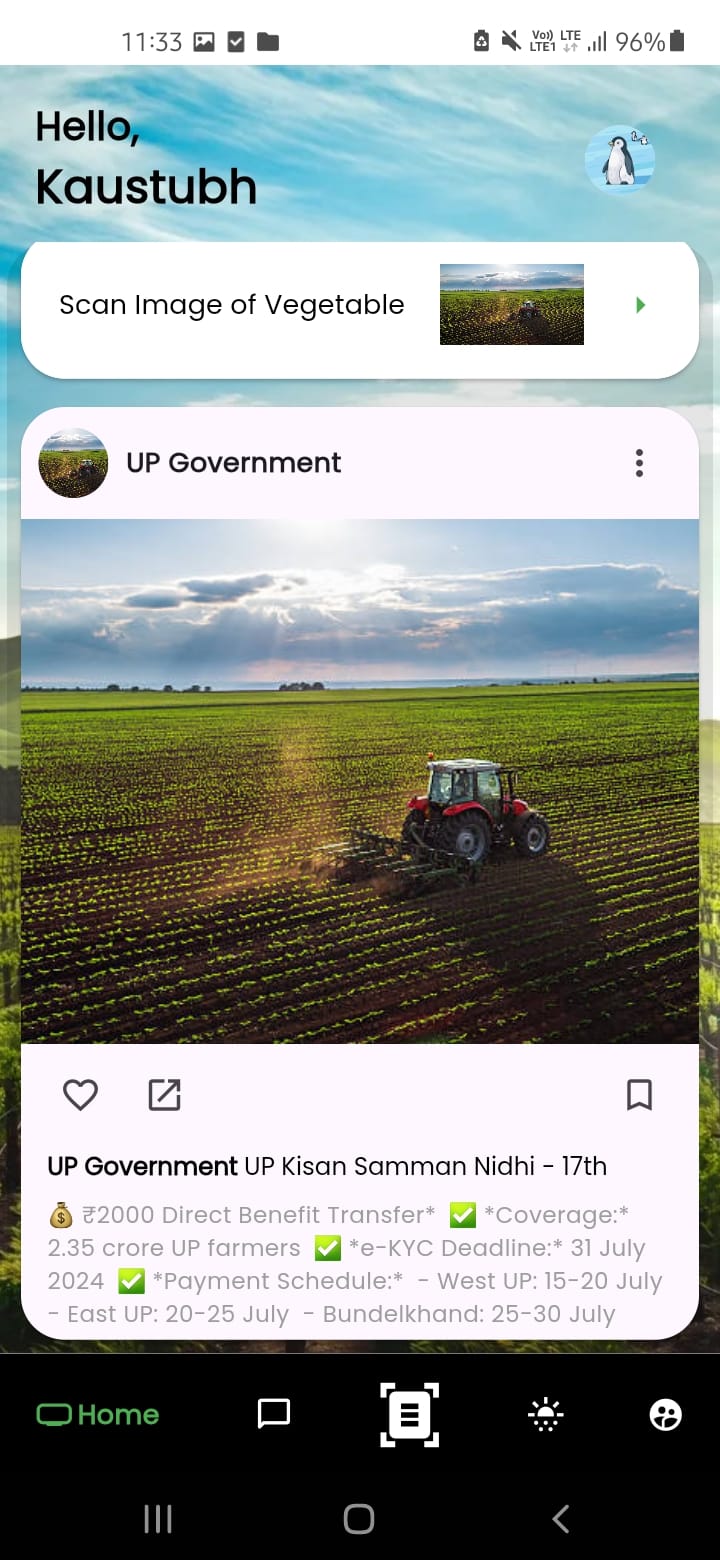 11:33 Vo)) LTE1 LTE 96%
Hello,
Kaustubh
Scan Image of Vegetable
UP Government
UP Government UP Kisan Samman Nidhi - 17th
💰 ₹2000 Direct Benefit Transfer* ✅ *Coverage:*
2.35 crore UP farmers ✅ *e-KYC Deadline:* 31 July
2024 ✅ *Payment Schedule:* - West UP: 15-20 July
- East UP: 20-25 July - Bundelkhand: 25-30 July
Home